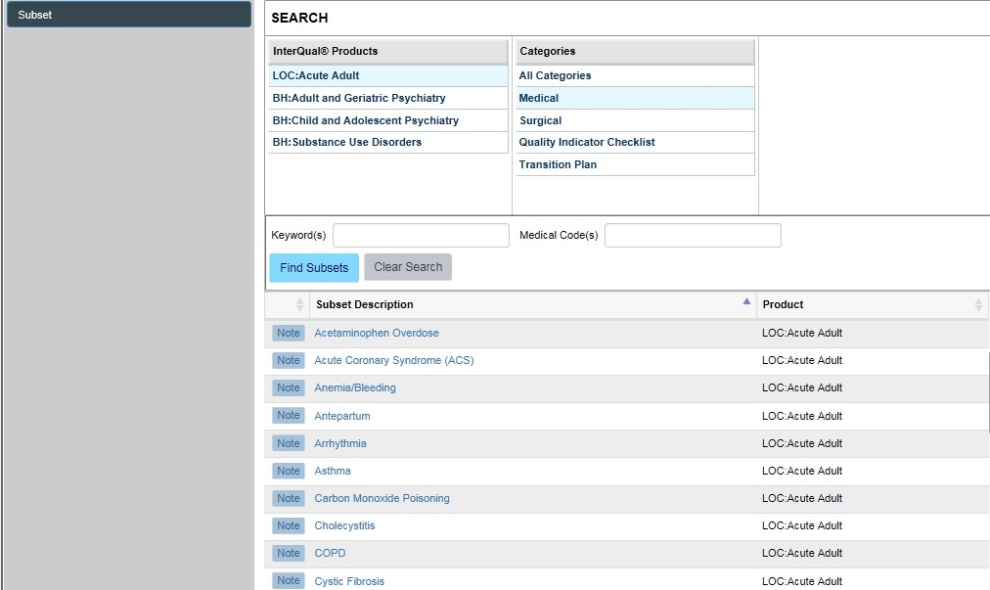 Subset
SEARCH
InterQual® Products
LOC:Acute Adult
BH:Adult and Geriatric Psychiatry
BH:Child and Adolescent Psychiatry
BH:Substance Use Disorders
Categories
All Categories
Medical
Surgical
Quality Indicator Checklist
Transition Plan
Keyword(s) Medical Code(s)
Find Subsets Clear Search
Subset Description Product
Note Acetaminophen Overdose LOC:Acute Adult
Note Acute Coronary Syndrome (ACS) LOC:Acute Adult
Note Anemia/Bleeding LOC:Acute Adult
Note Antepartum LOC:Acute Adult
Note Arrhythmia LOC:Acute Adult
Note Asthma LOC:Acute Adult
Note Carbon Monoxide Poisoning LOC:Acute Adult
Note Cholecystitis LOC:Acute Adult
Note COPD LOC:Acute Adult
Note Cystic Fibrosis LOC:Acute Adult